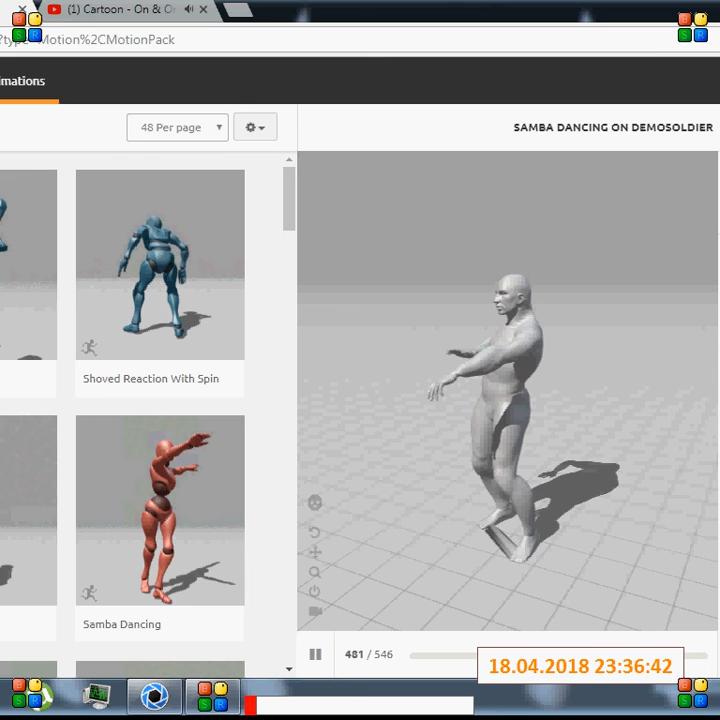 (1) Cartoon - On & O
?type=Motion%2CMotionPack
mations
48 Per page
SAMBA DANCING ON DEMOSOLDIER
Shoved Reaction With Spin
Samba Dancing
481 / 546
18.04.2018 23:36:42
B
S R
B
S R
B
S R
B
S R
B
S R